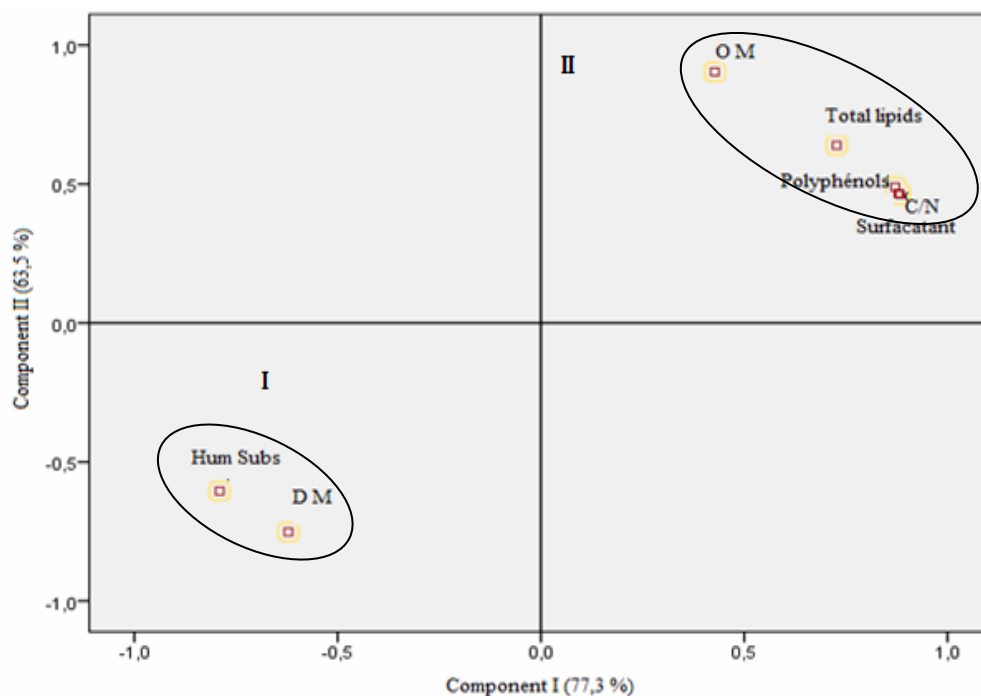 1,0
0,5
0,0
-0,5
-1,0
Component II (63,5 %)
II
O M
Total lipids
Polyphénols
C/N
Surfacatant
I
Hum Subs
D M
-1,0 -0,5 0,0 0,5 1,0
Component I (77,3 %)